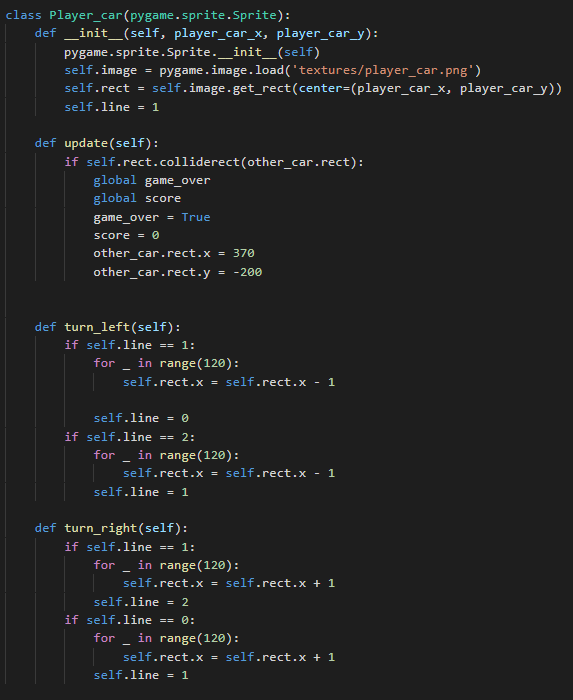 class Player_car(pygame.sprite.Sprite):
    def __init__(self, player_car_x, player_car_y):
        pygame.sprite.Sprite.__init__(self)
        self.image = pygame.image.load('textures/player_car.png')
        self.rect = self.image.get_rect(center=(player_car_x, player_car_y))
        self.line = 1

    def update(self):
        if self.rect.colliderect(other_car.rect):
            global game_over
            global score
            game_over = True
            score = 0
            other_car.rect.x = 370
            other_car.rect.y = -200


    def turn_left(self):
        if self.line == 1:
            for _ in range(120):
                self.rect.x = self.rect.x - 1

            self.line = 0
        if self.line == 2:
            for _ in range(120):
                self.rect.x = self.rect.x - 1
            self.line = 1

    def turn_right(self):
        if self.line == 1:
            for _ in range(120):
                self.rect.x = self.rect.x + 1
            self.line = 2
        if self.line == 0:
            for _ in range(120):
                self.rect.x = self.rect.x + 1
            self.line = 1